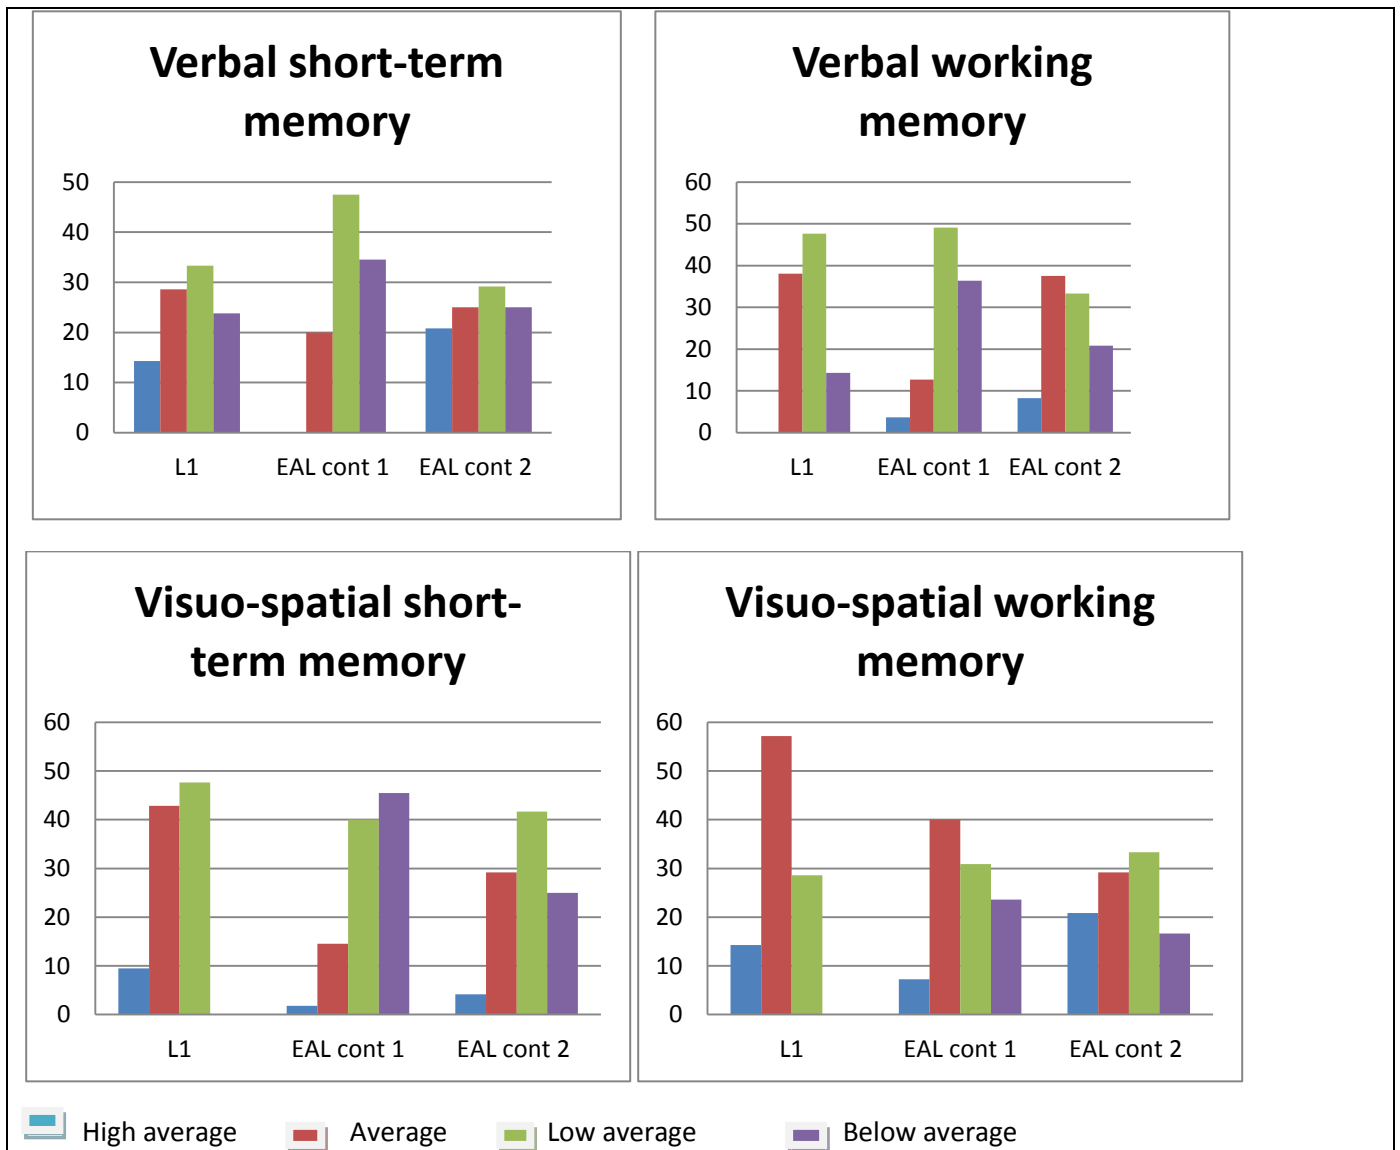 Verbal short-term
memory
50
40
30
20
10
0
L1 EAL cont 1 EAL cont 2
Verbal working
memory
60
50
40
30
20
10
0
L1 EAL cont 1 EAL cont 2
Visuo-spatial short-
term memory
60
50
40
30
20
10
0
L1 EAL cont 1 EAL cont 2
Visuo-spatial working
memory
60
50
40
30
20
10
0
L1 EAL cont 1 EAL cont 2
High average Average Low average Below average